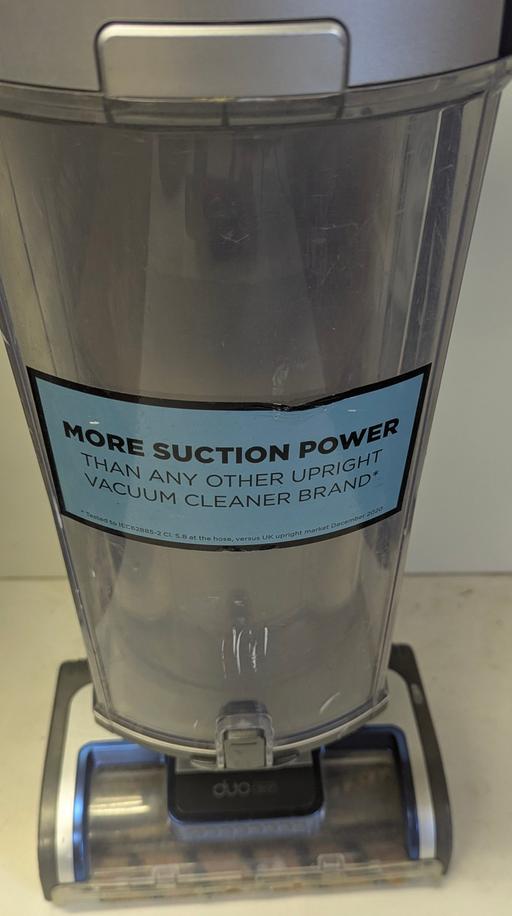 MORE SUCTION POWER
THAN ANY OTHER UPRIGHT
VACUUM CLEANER BRAND*
* Tested to IEC62885-2 Cl. 5.8 at the hose, versus UK upright market December 2020
duo